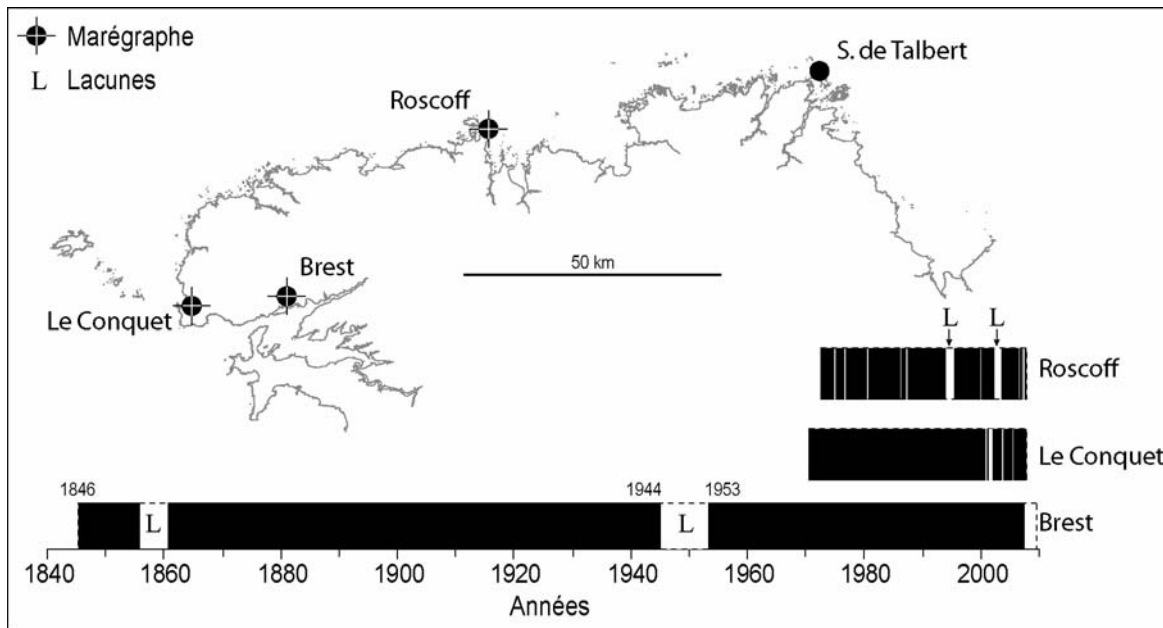 Marégraphe
L Lacunes
S. de Talbert
Roscoff
50 km
Brest
Le Conquet
L L
Roscoff
Le Conquet
1846 1944 1953
L L Brest
1840 1860 1880 1900 1920 1940 1960 1980 2000
Années